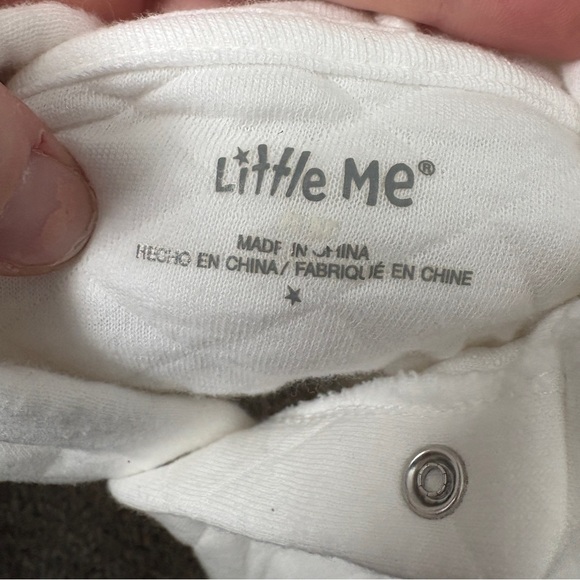 Little Me®
MADE IN CHINA
HECHO EN CHINA / FABRIQUÉ EN CHINE